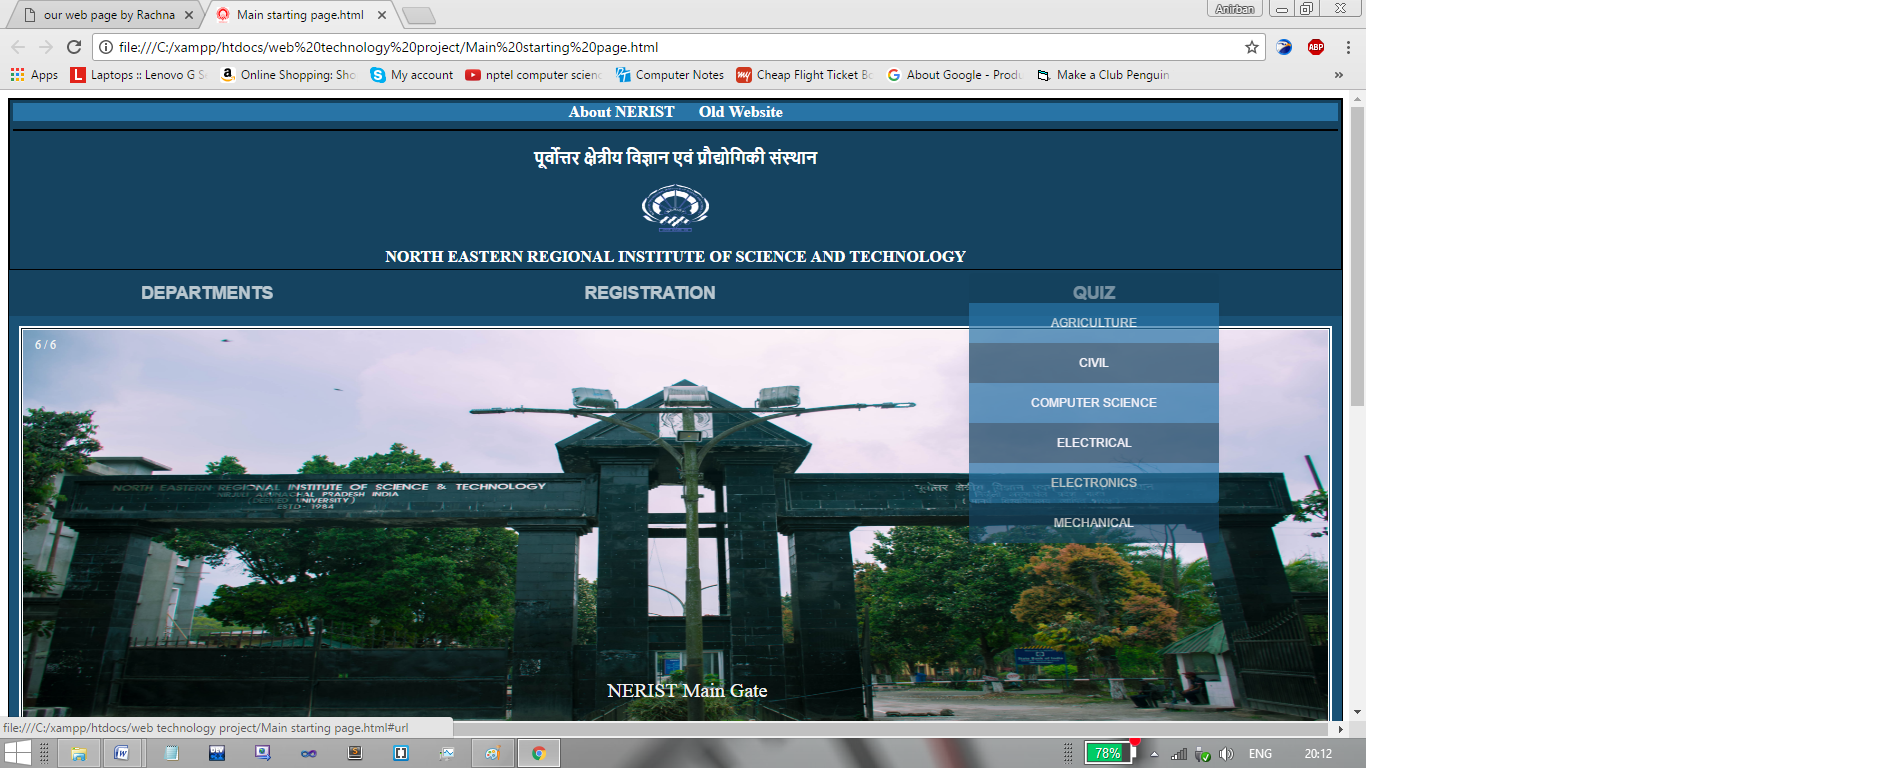 our web page by Rachna
Main starting page.html
Anirban
file:///C:/xampp/htdocs/web%20technology%20project/Main%20starting%20page.html
ABP
Apps
Laptops :: Lenovo G S
Online Shopping: Sho
My account
nptel computer scienc
Computer Notes
Cheap Flight Ticket Bo
About Google - Produ
Make a Club Penguin
About NERIST Old Website
पूर्वोत्तर क्षेत्रीय विज्ञान एवं प्रौद्योगिकी संस्थान
NORTH EASTERN REGIONAL INSTITUTE OF SCIENCE AND TECHNOLOGY
DEPARTMENTS REGISTRATION QUIZ
AGRICULTURE
CIVIL
COMPUTER SCIENCE
ELECTRICAL
ELECTRONICS
MECHANICAL
6 / 6
NORTH EASTERN REGIONAL INSTITUTE OF SCIENCE & TECHNOLOGY
NIRJULI ARUNACHAL PRADESH INDIA
(DEEMED UNIVERSITY)
ESTD - 1984
NERIST Main Gate
file:///C:/xampp/htdocs/web technology project/Main starting page.html#url
78%
ENG
20:12